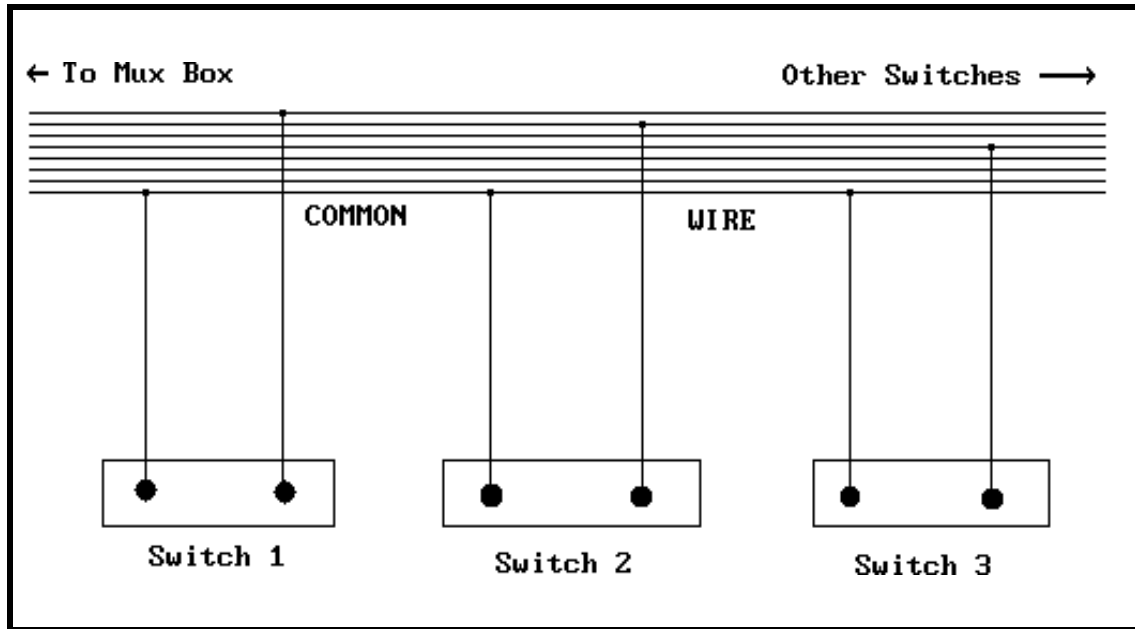 ← To Mux Box
Other Switches →
COMMON
WIRE
Switch 1
Switch 2
Switch 3